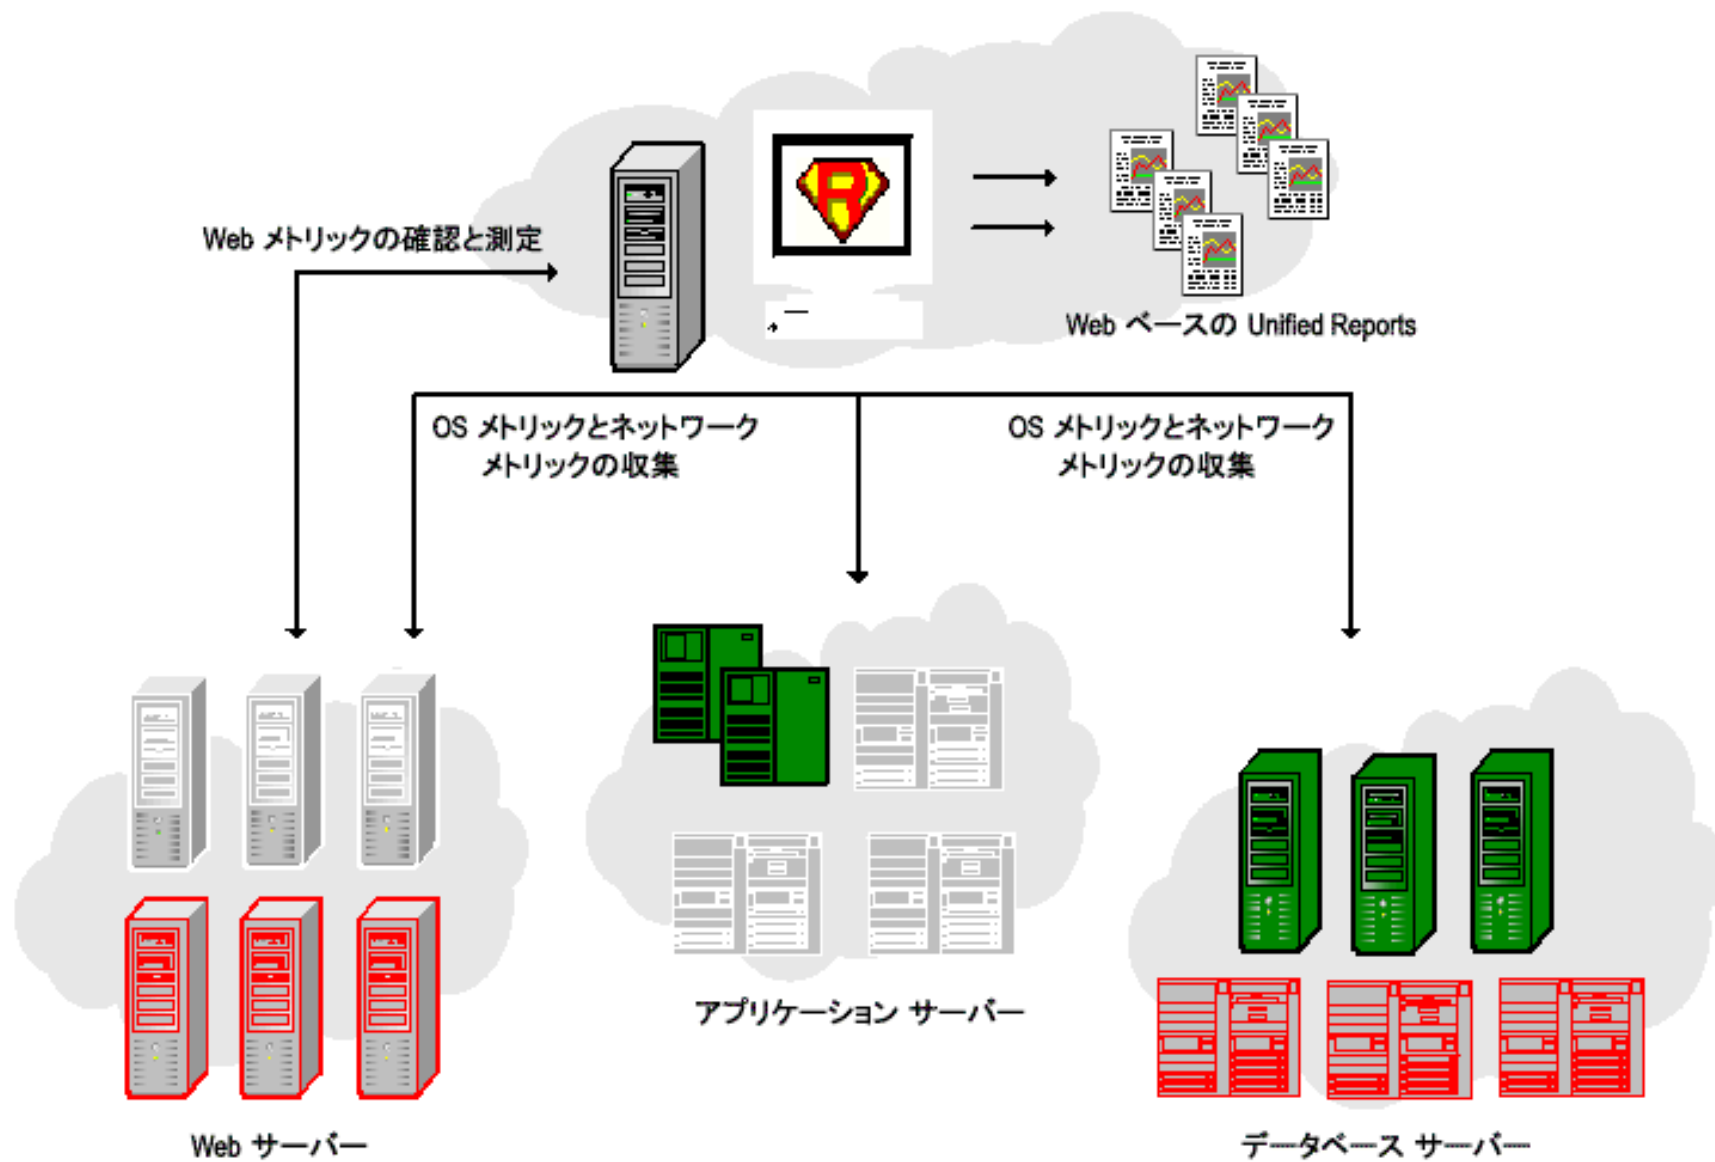 Web メトリックの確認と測定
R
Web ベースの Unified Reports
OS メトリックとネットワーク
メトリックの収集
OS メトリックとネットワーク
メトリックの収集
アプリケーション サーバー
Web サーバー
データベース サーバー